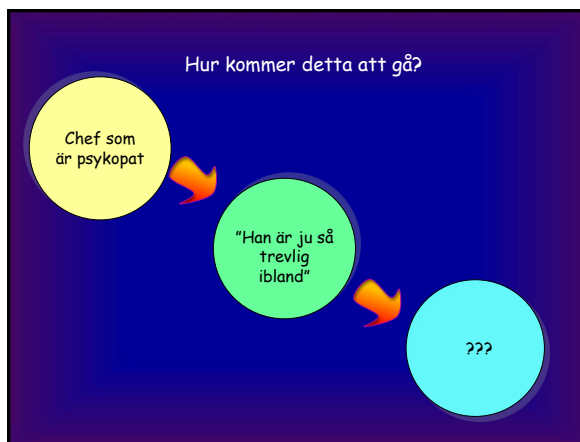 Hur kommer detta att gå?
Chef som
är psykopat
”Han är ju så
trevlig
ibland”
???